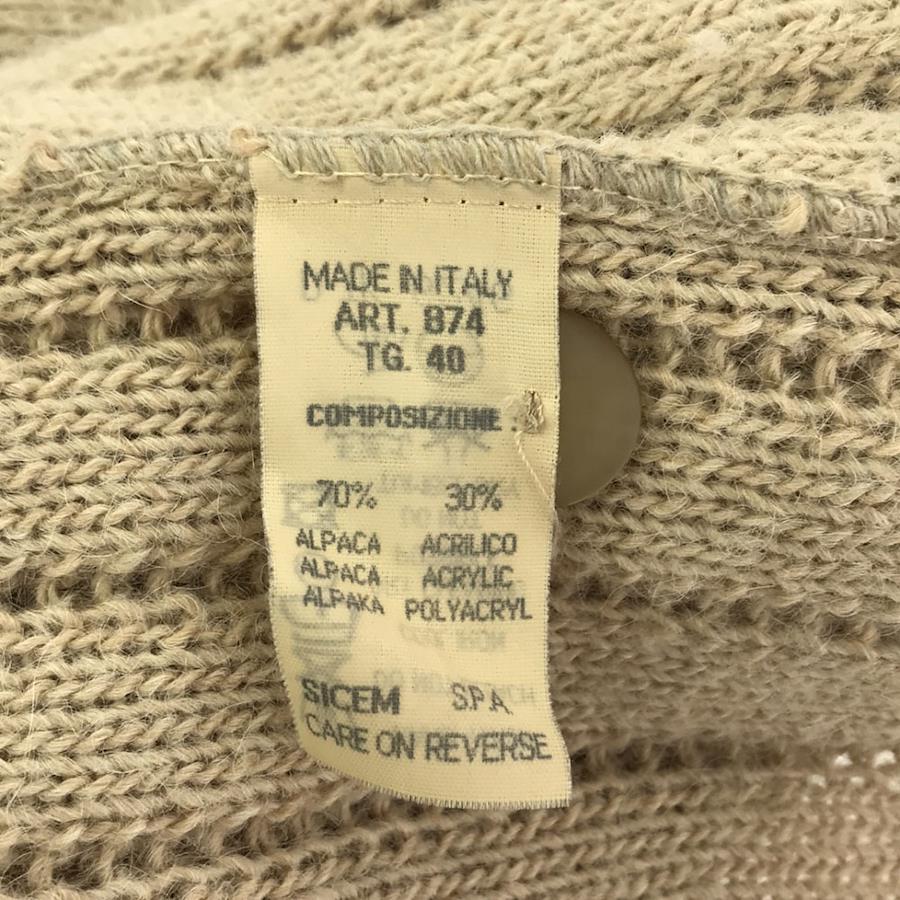 MADE IN ITALY
ART. 874
TG. 40
COMPOSIZIONE :
70% 30%
ALPACA ACRILICO
ALPACA ACRYLIC
ALPAKA POLYACRYL
SICEM S.P.A.
CARE ON REVERSE